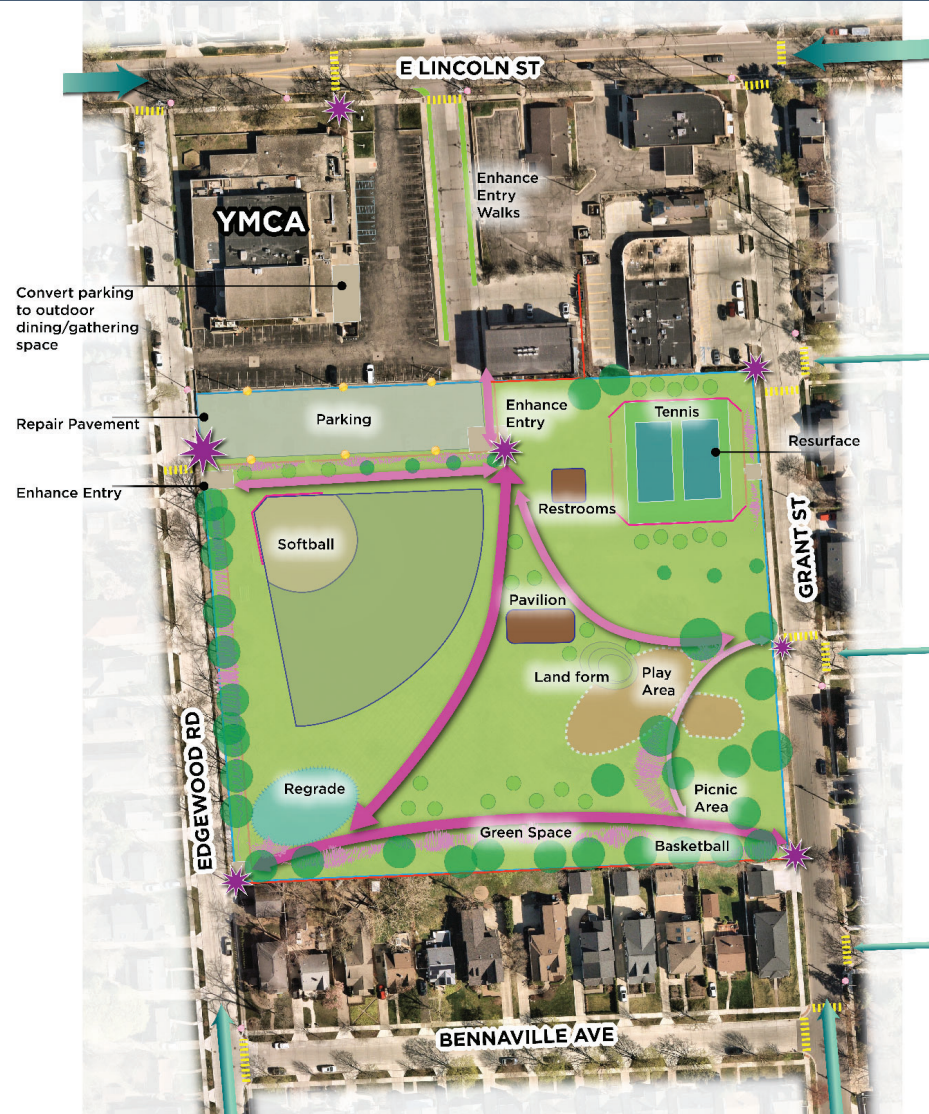 E LINCOLN ST
Enhance
Entry
Walks
YMCA
Convert parking
to outdoor
dining/gathering
space
Repair Pavement
Parking
Enhance
Entry
Tennis
Resurface
Enhance Entry
Restrooms
Softball
GRANT ST
Pavilion
Land form
Play
Area
EDGEWOOD RD
Regrade
Picnic
Area
Green Space
Basketball
BENNAVILLE AVE